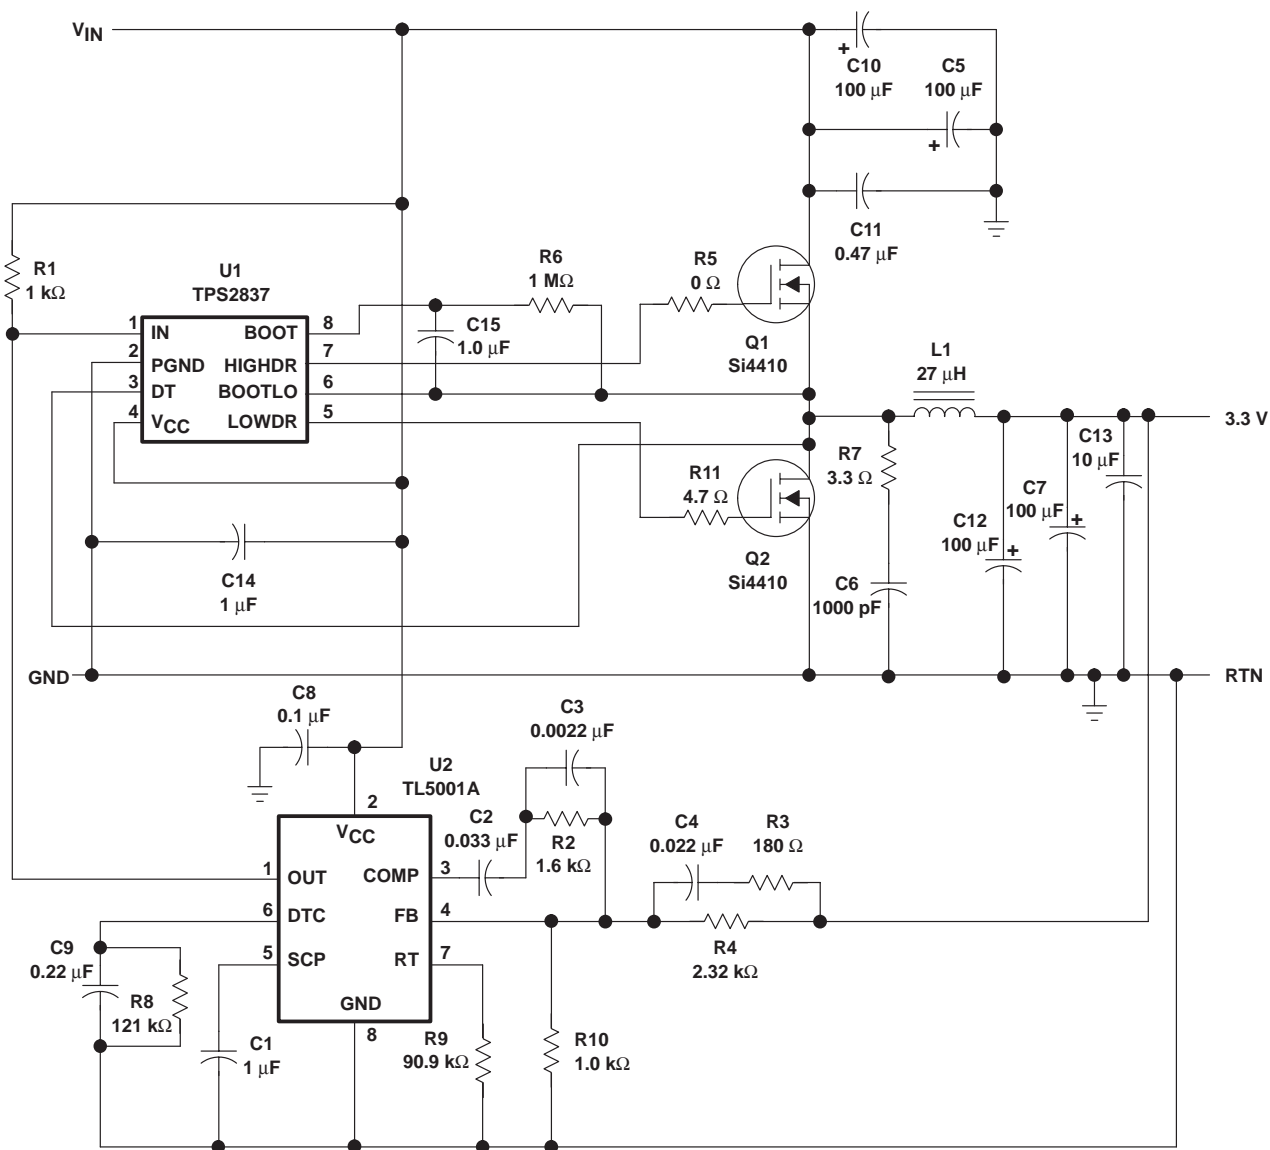 VIN
C10
100 μF
C5
100 μF
C11
0.47 μF
R1
1 kΩ
U1
TPS2837
R6
1 MΩ
R5
0 Ω
1 IN BOOT 8
2 PGND HIGHDR 7
3 DT BOOTLO 6
4 VCC LOWDR 5
C15
1.0 μF
Q1
Si4410
L1
27 μH
3.3 V
R11
4.7 Ω
R7
3.3 Ω
C13
10 μF
C7
100 μF
C12
100 μF
Q2
Si4410
C14
1 μF
C6
1000 pF
GND
RTN
C8
0.1 μF
C3
0.0022 μF
U2
TL5001A
2
VCC
C2
0.033 μF
R2
1.6 kΩ
C4
0.022 μF
R3
180 Ω
1 OUT COMP 3
6 DTC FB 4
5 SCP RT 7
GND
8
R4
2.32 kΩ
C9
0.22 μF
R8
121 kΩ
C1
1 μF
R9
90.9 kΩ
R10
1.0 kΩ